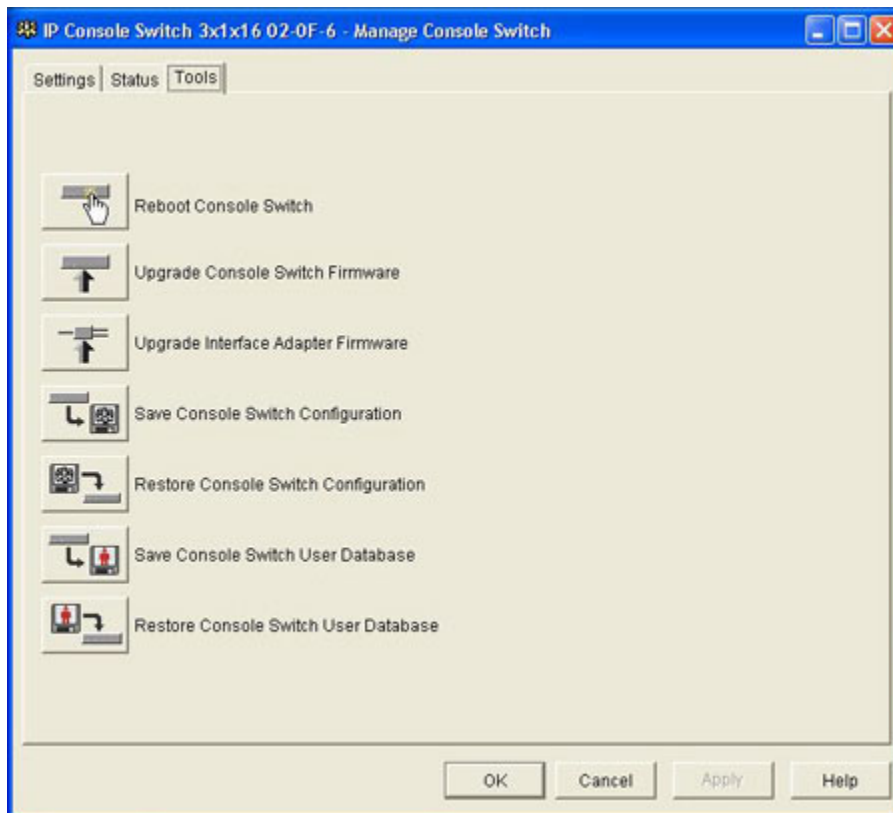 IP Console Switch 3x1x16 02-0F-6 - Manage Console Switch
Settings Status Tools
Reboot Console Switch
Upgrade Console Switch Firmware
Upgrade Interface Adapter Firmware
Save Console Switch Configuration
Restore Console Switch Configuration
Save Console Switch User Database
Restore Console Switch User Database
OK Cancel Apply Help